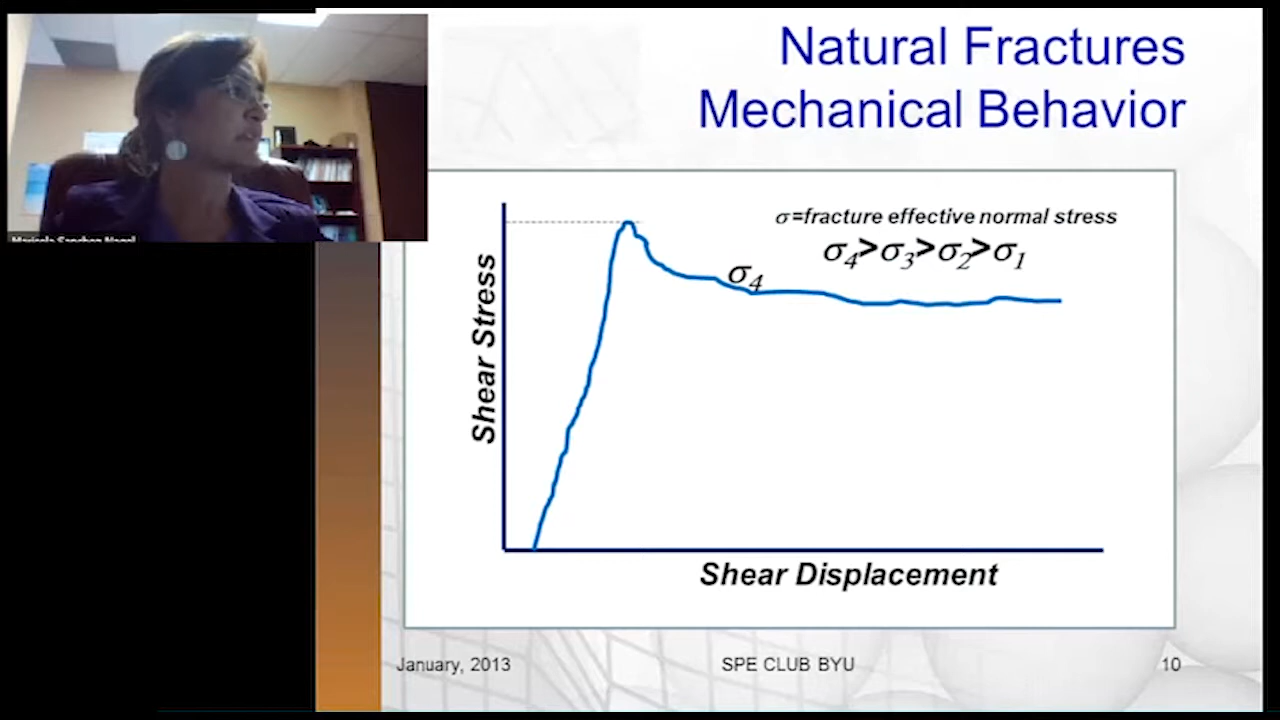 Natural Fractures
Mechanical Behavior
σ=fracture effective normal stress
σ4>σ3>σ2>σ1
σ4
Shear Stress
Shear Displacement
January, 2013
SPE CLUB BYU
10